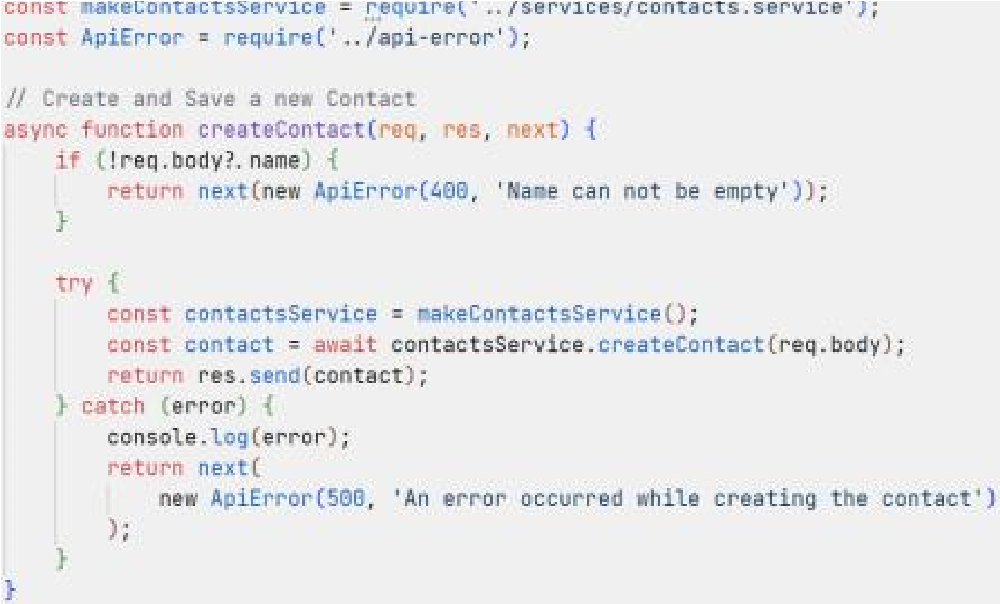 const makeContactsService = require('../services/contacts.service');
const ApiError = require('../api-error');
// Create and Save a new Contact
async function createContact(req, res, next) {
if (!req.body?.name) {
return next(new ApiError(400, 'Name can not be empty'));
}
try {
const contactsService = makeContactsService();
const contact = await contactsService.createContact(req.body);
return res.send(contact);
} catch (error) {
console.log(error);
return next(
new ApiError(500, 'An error occurred while creating the contact')
);
}
}